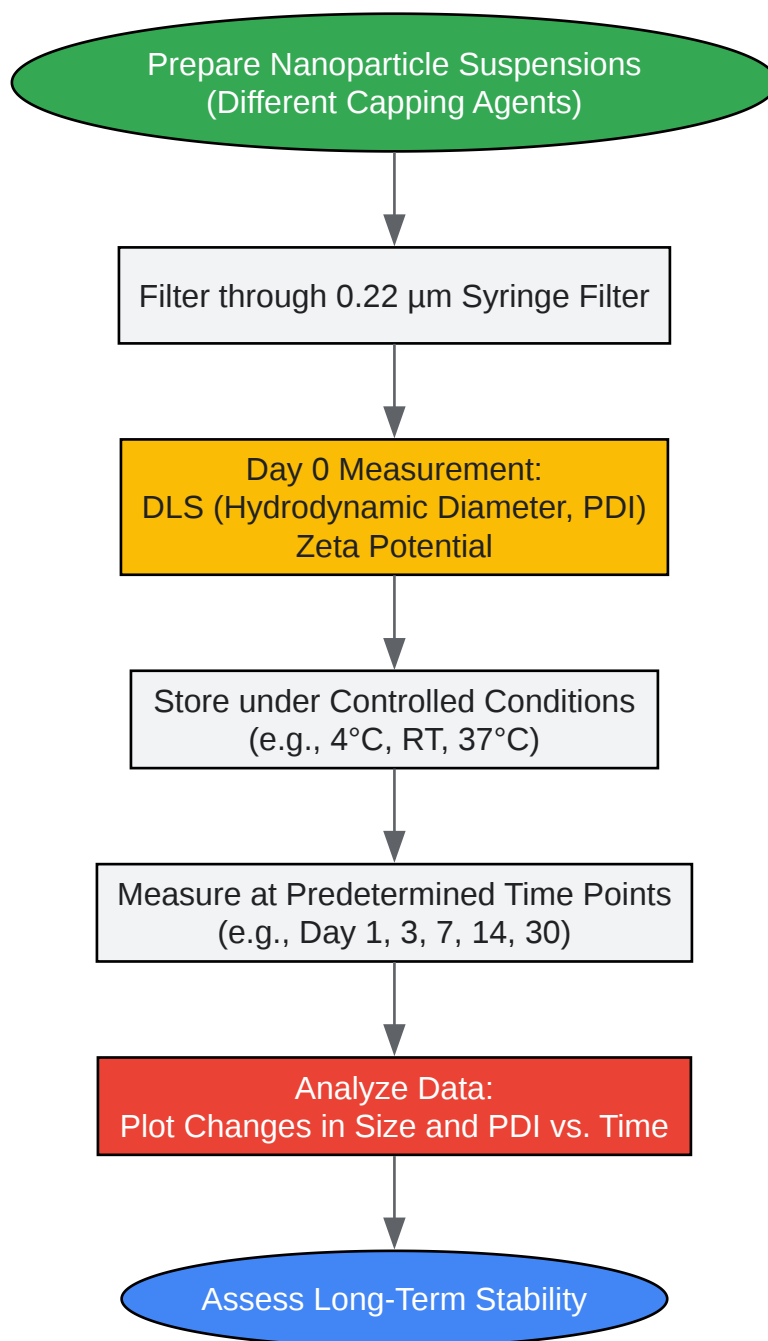 Prepare Nanoparticle Suspensions
(Different Capping Agents)
Filter through 0.22 µm Syringe Filter
Day 0 Measurement:
DLS (Hydrodynamic Diameter, PDI)
Zeta Potential
Store under Controlled Conditions
(e.g., 4°C, RT, 37°C)
Measure at Predetermined Time Points
(e.g., Day 1, 3, 7, 14, 30)
Analyze Data:
Plot Changes in Size and PDI vs. Time
Assess Long-Term Stability